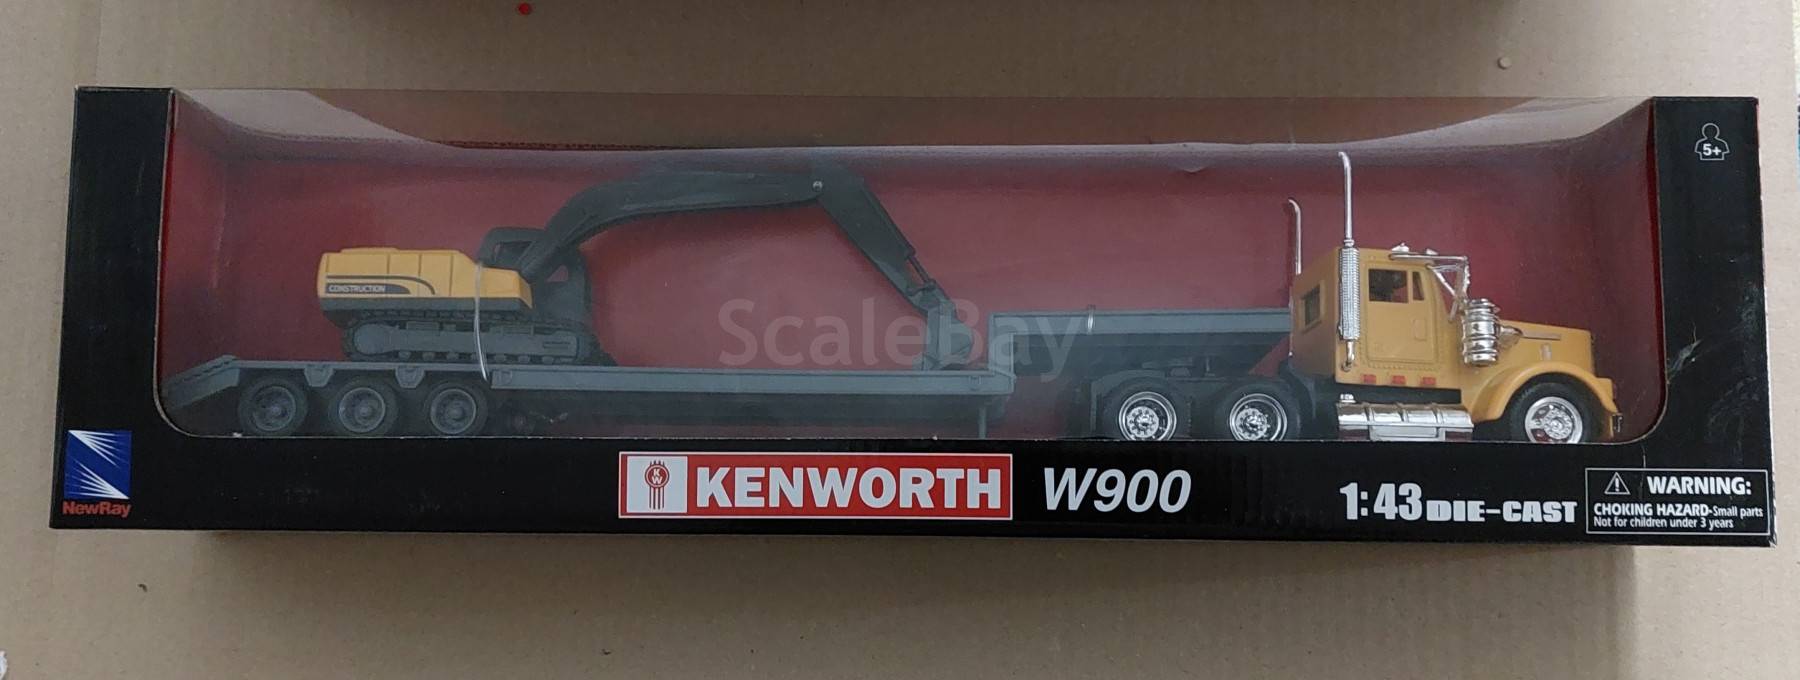 5+
CONSTRUCTION
ScaleBay
NewRay
KW
KENWORTH W900
1:43 DIE-CAST
WARNING:
CHOKING HAZARD-Small parts
Not for children under 3 years